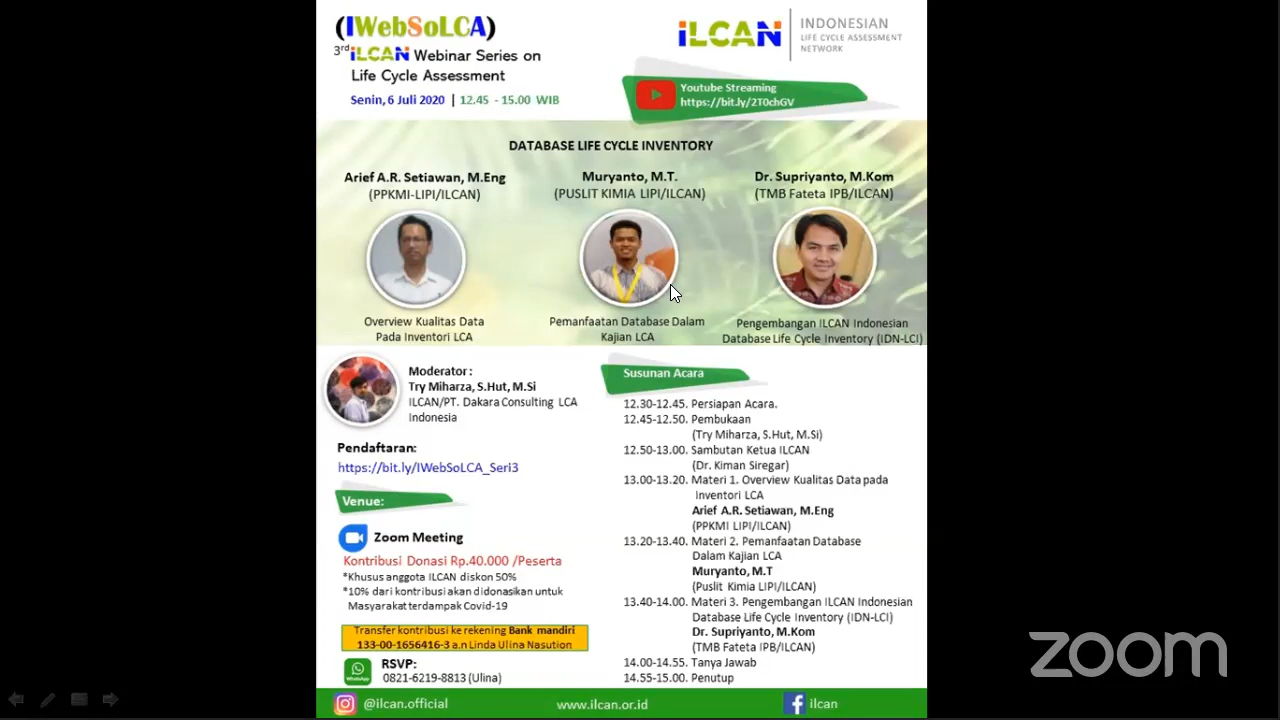 (IWebSoLCA)
3rd iLCAN Webinar Series on
Life Cycle Assessment
Senin, 6 Juli 2020 | 12.45 - 15.00 WIB
iLCAN
INDONESIAN
LIFE CYCLE ASSESSMENT
NETWORK
Youtube Streaming
https://bit.ly/2T0chGV
DATABASE LIFE CYCLE INVENTORY
Arief A.R. Setiawan, M.Eng
(PPKMI-LIPI/ILCAN)
Overview Kualitas Data
Pada Inventori LCA
Muryanto, M.T.
(PUSLIT KIMIA LIPI/ILCAN)
Pemanfaatan Database Dalam
Kajian LCA
Dr. Supriyanto, M.Kom
(TMB Fateta IPB/ILCAN)
Pengembangan ILCAN Indonesian
Database Life Cycle Inventory (IDN-LCI)
Moderator :
Try Miharza, S.Hut, M.Si
ILCAN/PT. Dakara Consulting LCA
Indonesia
Pendaftaran:
https://bit.ly/IWebSoLCA_Seri3
Venue:
Zoom Meeting
Kontribusi Donasi Rp.40.000 /Peserta
*Khusus anggota ILCAN diskon 50%
*10% dari kontribusi akan didonasikan untuk
Masyarakat terdampak Covid-19
Transfer kontribusi ke rekening Bank mandiri
133-00-1656416-3 a.n Linda Ulina Nasution
WhatsApp
RSVP:
0821-6219-8813 (Ulina)
Susunan Acara
12.30-12.45. Persiapan Acara.
12.45-12.50. Pembukaan
(Try Miharza, S.Hut, M.Si)
12.50-13.00. Sambutan Ketua ILCAN
(Dr. Kiman Siregar)
13.00-13.20. Materi 1. Overview Kualitas Data pada
Inventori LCA
Arief A.R. Setiawan, M.Eng
(PPKMI LIPI/ILCAN)
13.20-13.40. Materi 2. Pemanfaatan Database
Dalam Kajian LCA
Muryanto, M.T
(Puslit Kimia LIPI/ILCAN)
13.40-14.00. Materi 3. Pengembangan ILCAN Indonesian
Database Life Cycle Inventory (IDN-LCI)
Dr. Supriyanto, M.Kom
(TMB Fateta IPB/ILCAN)
14.00-14.55. Tanya Jawab
14.55-15.00. Penutup
@ilcan.official
www.ilcan.or.id
ilcan
zoom